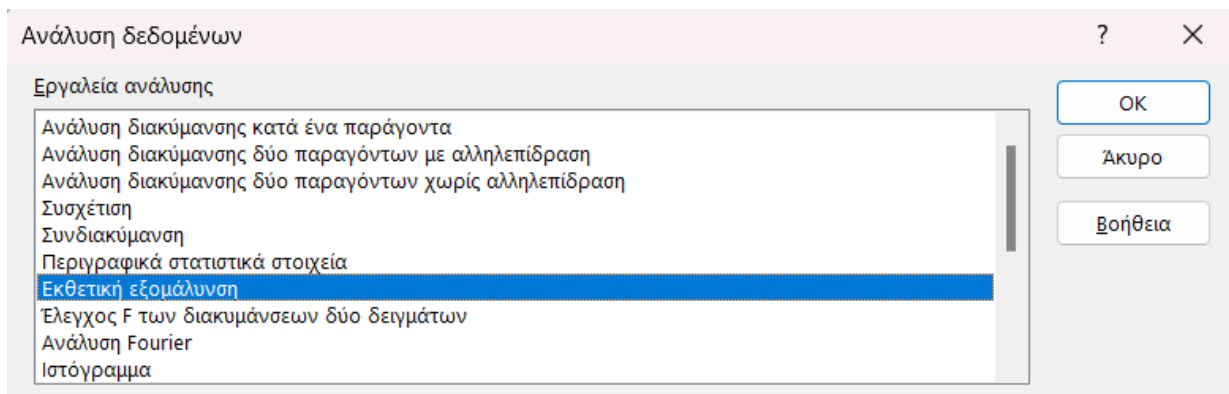 Ανάλυση δεδομένων ? ×
Εργαλεία ανάλυσης
OK
Ανάλυση διακύμανσης κατά ένα παράγοντα
Ανάλυση διακύμανσης δύο παραγόντων με αλληλεπίδραση
Άκυρο
Ανάλυση διακύμανσης δύο παραγόντων χωρίς αλληλεπίδραση
Συσχέτιση
Βοήθεια
Συνδιακύμανση
Περιγραφικά στατιστικά στοιχεία
Εκθετική εξομάλυνση
Έλεγχος F των διακυμάνσεων δύο δειγμάτων
Ανάλυση Fourier
Ιστόγραμμα